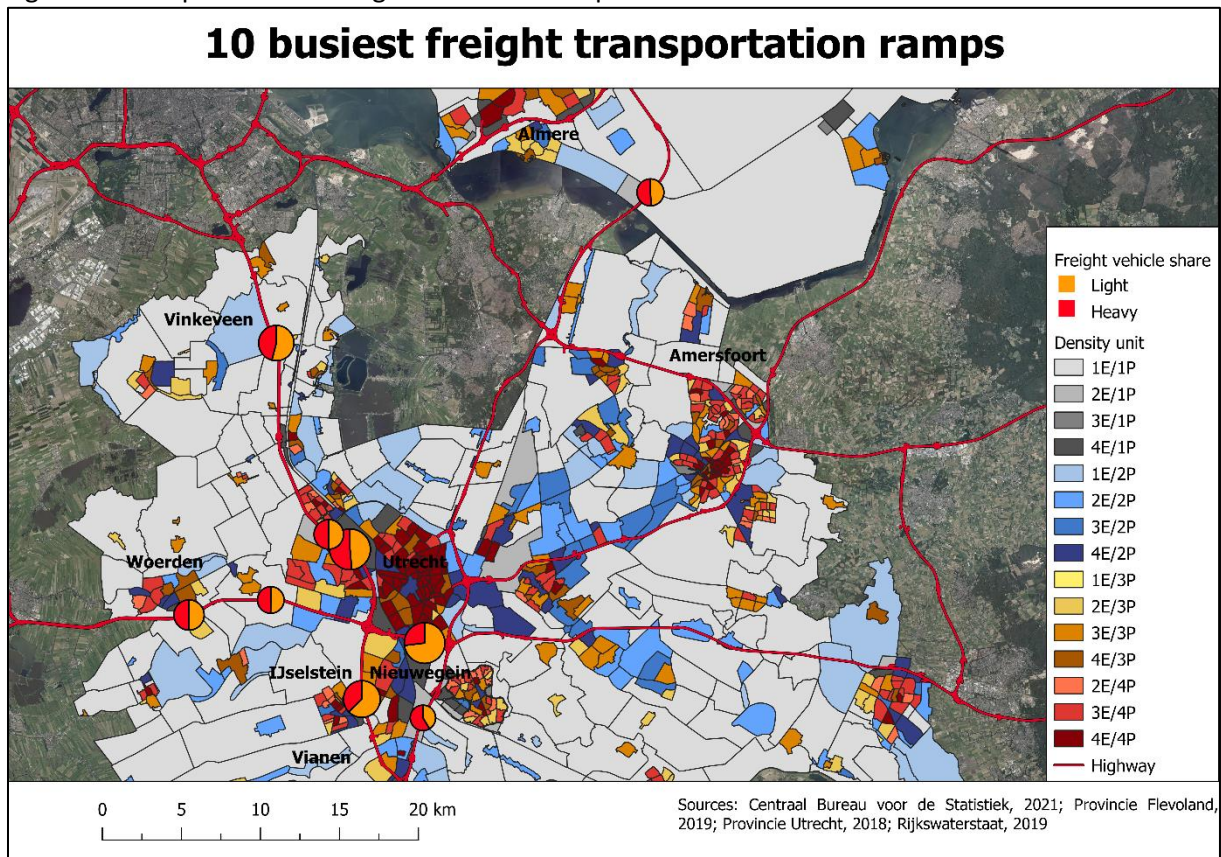 10 busiest freight transportation ramps
Almere
Vinkeveen
Amersfoort
Woerden
Utrecht
IJselstein
Nieuwegein
Vianen
Freight vehicle share
Light
Heavy
Density unit
1E/1P
2E/1P
3E/1P
4E/1P
1E/2P
2E/2P
3E/2P
4E/2P
1E/3P
2E/3P
3E/3P
4E/3P
2E/4P
3E/4P
4E/4P
Highway
0 5 10 15 20 km
Sources: Centraal Bureau voor de Statistiek, 2021; Provincie Flevoland,
2019; Provincie Utrecht, 2018; Rijkswaterstaat, 2019